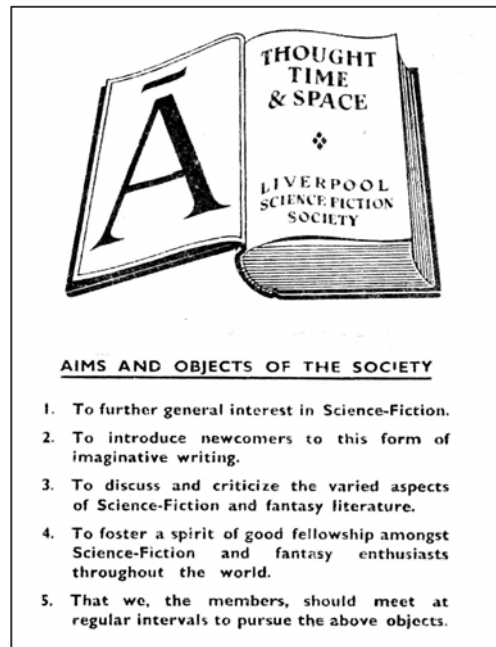 Ā
THOUGHT
TIME
& SPACE
LIVERPOOL
SCIENCE FICTION
SOCIETY
AIMS AND OBJECTS OF THE SOCIETY
1. To further general interest in Science-Fiction.
2. To introduce newcomers to this form of
imaginative writing.
3. To discuss and criticize the varied aspects
of Science-Fiction and fantasy literature.
4. To foster a spirit of good fellowship amongst
Science-Fiction and fantasy enthusiasts
throughout the world.
5. That we, the members, should meet at
regular intervals to pursue the above objects.